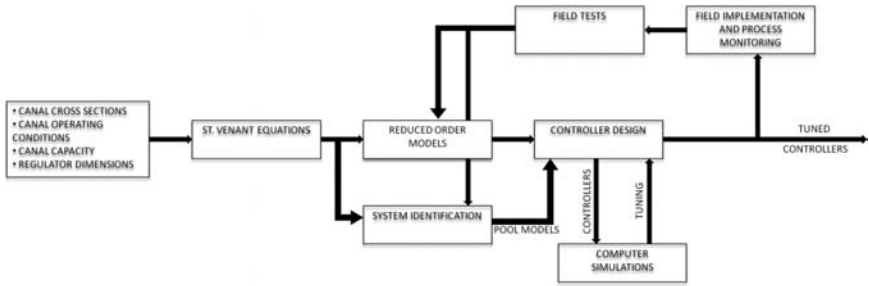 FIELD TESTS
FIELD IMPLEMENTATION
AND PROCESS
MONITORING
• CANAL CROSS SECTIONS
• CANAL OPERATING
CONDITIONS
• CANAL CAPACITY
• REGULATOR DIMENSIONS
ST. VENANT EQUATIONS
REDUCED ORDER
MODELS
CONTROLLER DESIGN
TUNED
CONTROLLERS
SYSTEM IDENTIFICATION
POOL MODELS
CONTROLLERS
TUNING
COMPUTER
SIMULATIONS